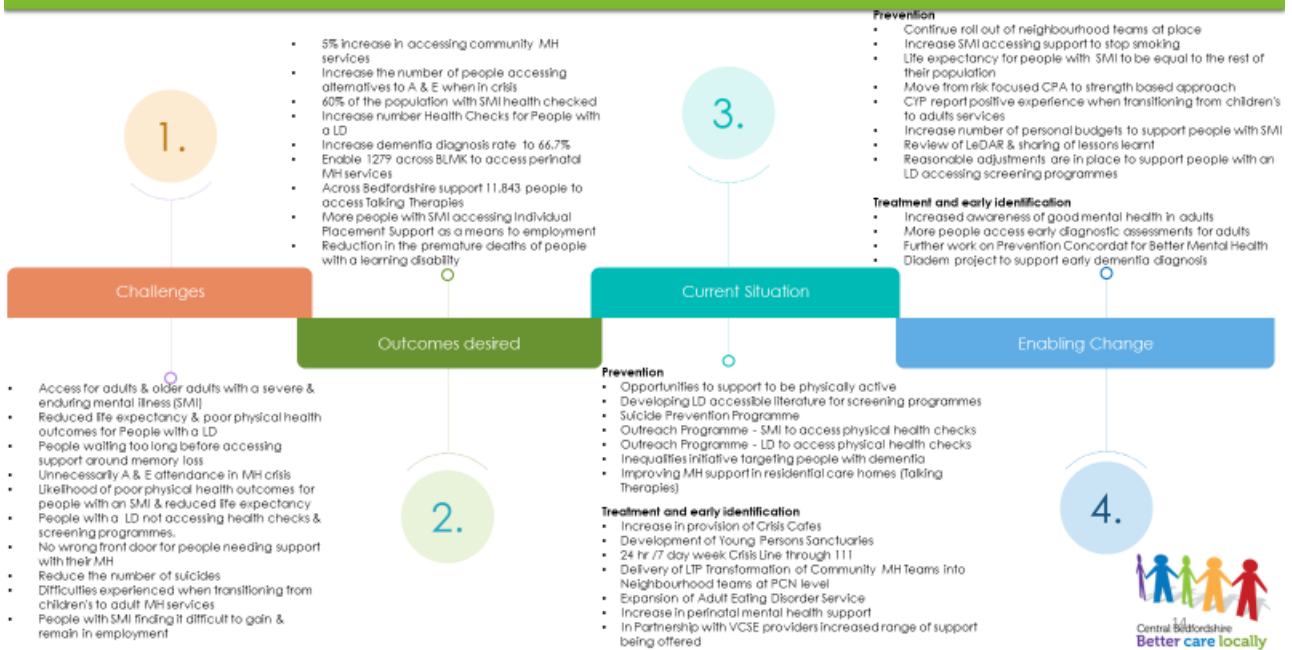 1.
Challenges
Access for adults & older adults with a severe &
enduring mental illness (SMI)
Reduced life expectancy & poor physical health
outcomes for People with a LD
People waiting too long before accessing
support around memory loss
Unnecessarily A & E attendance in MH crisis
Likelihood of poor physical health outcomes for
people with an SMI & reduced life expectancy
People with a LD not accessing health checks &
screening programmes.
No wrong front door for people needing support
with their MH
Reduce the number of suicides
Difficulties experienced when transitioning from
children's to adult MH services
People with SMI finding it difficult to gain &
remain in employment
5% increase in accessing community MH
services
Increase the number of people accessing
alternatives to A & E when in crisis
60% of the population with SMI health checked
Increase number Health Checks for People with
a LD
Increase dementia diagnosis rate to 66.7%
Enable 1279 across BLMK to access perinatal
MH services
Across Bedfordshire support 11,843 people to
access Talking Therapies
More people with SMI accessing Individual
Placement Support as a means to employment
Reduction in the premature deaths of people
with a learning disability
Outcomes desired
2.
3.
Current Situation
Prevention
Opportunities to support to be physically active
Developing LD accessible literature for screening programmes
Suicide Prevention Programme
Outreach Programme - SMI to access physical health checks
Outreach Programme - LD to access physical health checks
Inequalities initiative targeting people with dementia
Improving MH support in residential care homes (Talking
Therapies)
Treatment and early identification
Increase in provision of Crisis Cafes
Development of Young Persons Sanctuaries
24 hr /7 day week Crisis Line through 111
Delivery of LTP Transformation of Community MH Teams into
Neighbourhood teams at PCN level
Expansion of Adult Eating Disorder Service
Increase in perinatal mental health support
In Partnership with VCSE providers increased range of support
being offered
Prevention
Continue roll out of neighbourhood teams at place
Increase SMI accessing support to stop smoking
Life expectancy for people with SMI to be equal to the rest of
their population
Move from risk focused CPA to strength based approach
CYP report positive experience when transitioning from children's
to adults services
Increase number of personal budgets to support people with SMI
Review of LeDAR & sharing of lessons learnt
Reasonable adjustments are in place to support people with an
LD accessing screening programmes
Treatment and early identification
Increased awareness of good mental health in adults
More people access early diagnostic assessments for adults
Further work on Prevention Concordat for Better Mental Health
Diadem project to support early dementia diagnosis
Enabling Change
4.
14
Central Bedfordshire
Better care locally